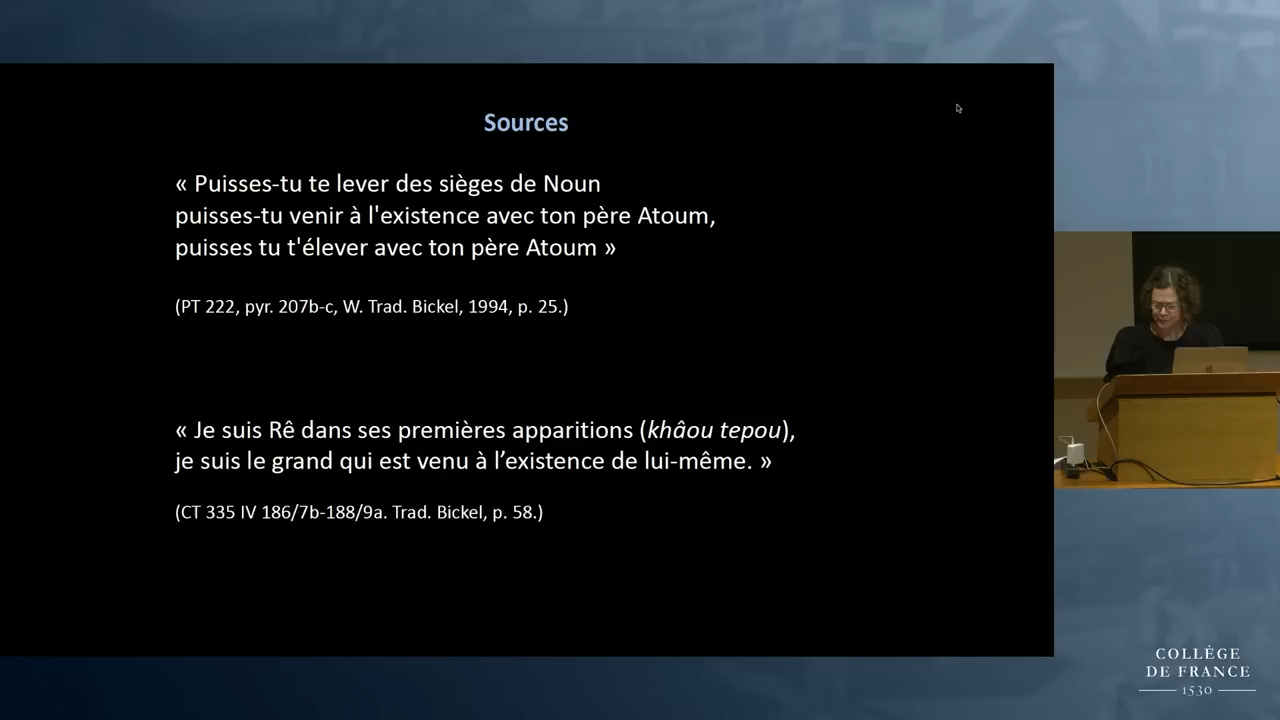 Sources
« Puisses-tu te lever des sièges de Noun
puisses-tu venir à l'existence avec ton père Atoum,
puisses tu t'élever avec ton père Atoum »
(PT 222, pyr. 207b-c, W. Trad. Bickel, 1994, p. 25.)
« Je suis Rê dans ses premières apparitions (khâou tepou),
je suis le grand qui est venu à l’existence de lui-même. »
(CT 335 IV 186/7b-188/9a. Trad. Bickel, p. 58.)
COLLÈGE
DE FRANCE
1530